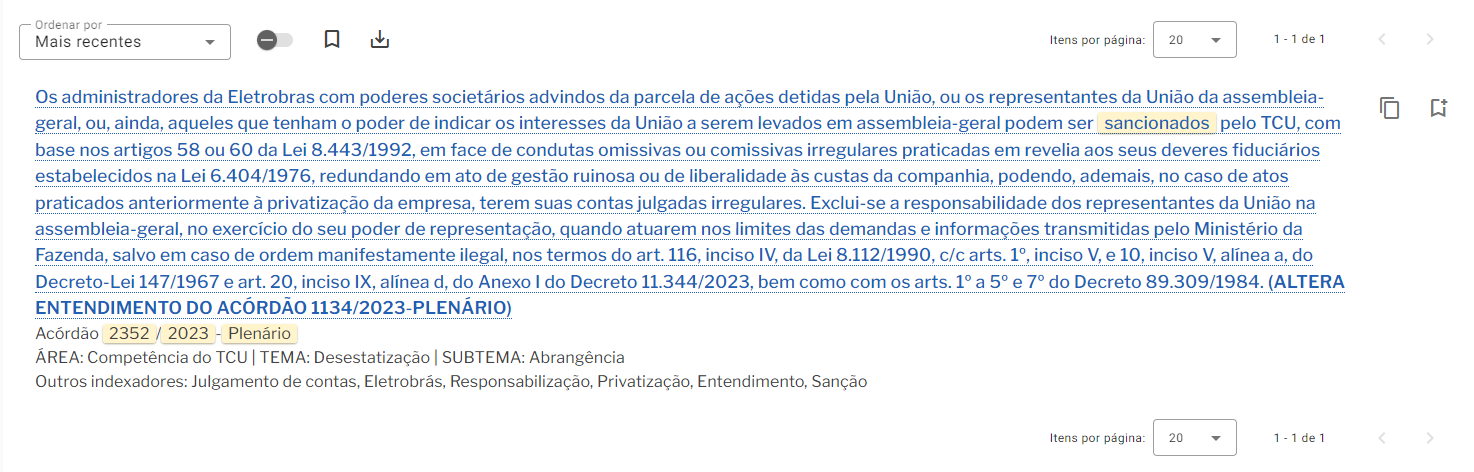 Ordenar por
Mais recentes
Itens por página: 20 1 - 1 de 1
Os administradores da Eletrobras com poderes societários advindos da parcela de ações detidas pela União, ou os representantes da União da assembleia-
geral, ou, ainda, aqueles que tenham o poder de indicar os interesses da União a serem levados em assembleia-geral podem ser sancionados pelo TCU, com
base nos artigos 58 ou 60 da Lei 8.443/1992, em face de condutas omissivas ou comissivas irregulares praticadas em revelia aos seus deveres fiduciários
estabelecidos na Lei 6.404/1976, redundando em ato de gestão ruinosa ou de liberalidade às custas da companhia, podendo, ademais, no caso de atos
praticados anteriormente à privatização da empresa, terem suas contas julgadas irregulares. Exclui-se a responsabilidade dos representantes da União na
assembleia-geral, no exercício do seu poder de representação, quando atuarem nos limites das demandas e informações transmitidas pelo Ministério da
Fazenda, salvo em caso de ordem manifestamente ilegal, nos termos do art. 116, inciso IV, da Lei 8.112/1990, c/c arts. 1º, inciso V, e 10, inciso V, alínea a, do
Decreto-Lei 147/1967 e art. 20, inciso IX, alínea d, do Anexo I do Decreto 11.344/2023, bem como com os arts. 1º a 5º e 7º do Decreto 89.309/1984. (ALTERA
ENTENDIMENTO DO ACÓRDÃO 1134/2023-PLENÁRIO)
Acórdão 2352/2023-Plenário
ÁREA: Competência do TCU | TEMA: Desestatização | SUBTEMA: Abrangência
Outros indexadores: Julgamento de contas, Eletrobrás, Responsabilização, Privatização, Entendimento, Sanção
Itens por página: 20 1 - 1 de 1